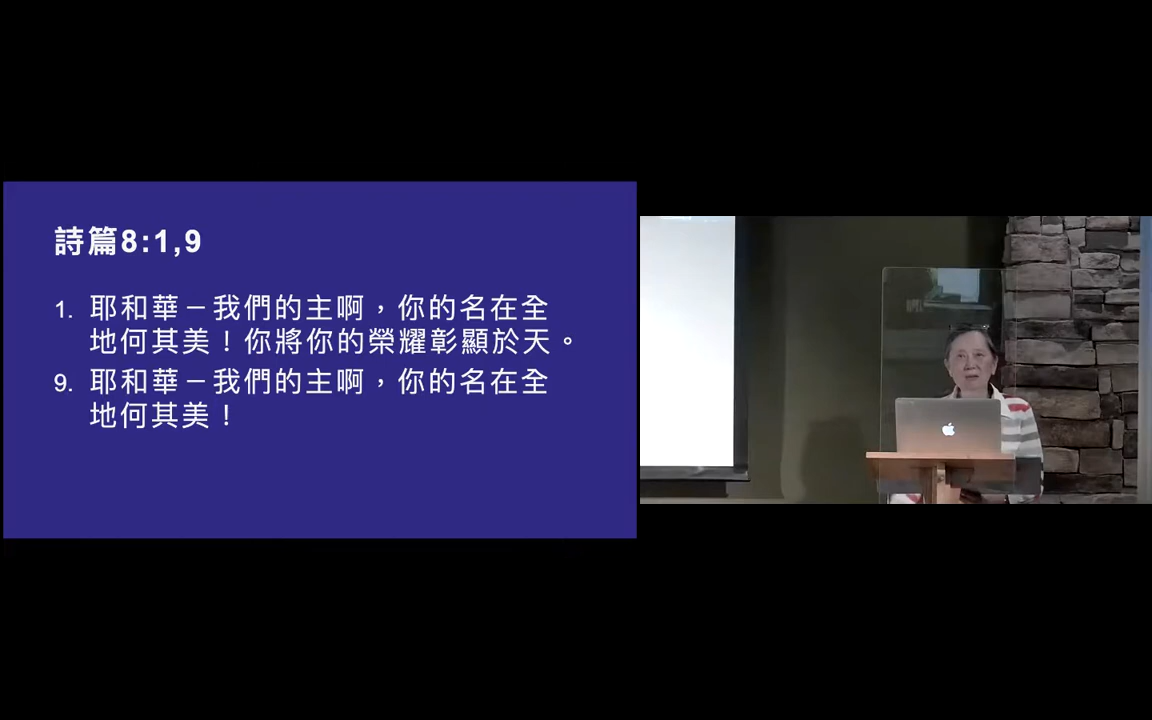 詩篇8:1,9
1. 耶和華－我們的主啊，你的名在全
地何其美！你將你的榮耀彰顯於天。
9. 耶和華－我們的主啊，你的名在全
地何其美！